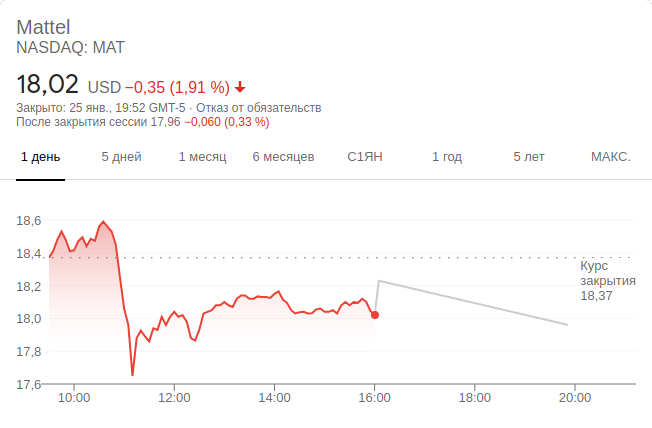 Mattel
NASDAQ: MAT
18,02 USD −0,35 (1,91 %)
Закрыто: 25 янв., 19:52 GMT-5 · Отказ от обязательств
После закрытия сессии 17,96 −0,060 (0,33 %)
1 день 5 дней 1 месяц 6 месяцев С1ЯН 1 год 5 лет МАКС.
18,6
18,4
Курс
закрытия
18,37
18,2
18,0
17,8
17,6
10:00 12:00 14:00 16:00 18:00 20:00